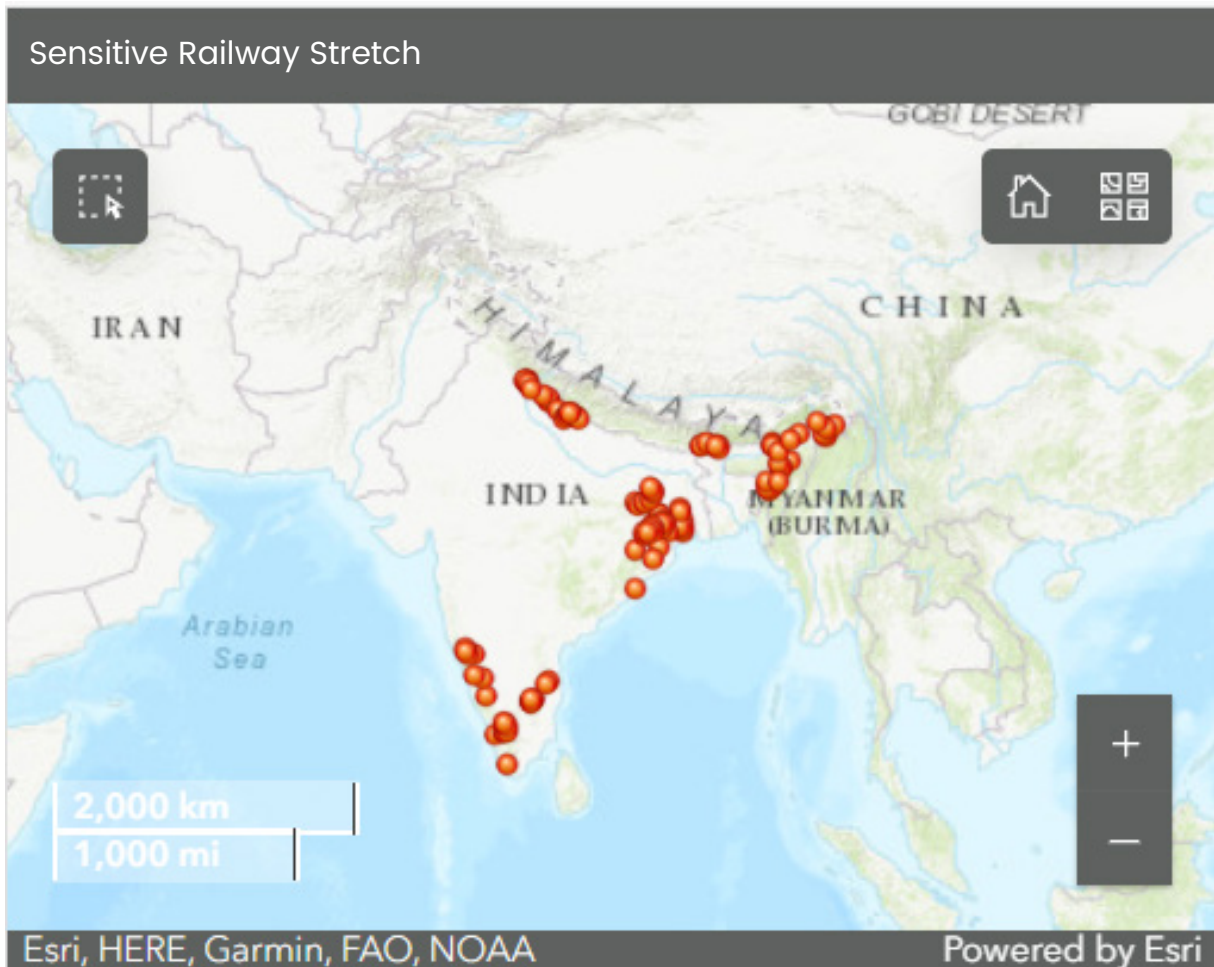 Sensitive Railway Stretch
GOBI DESERT
CHINA
IRAN
HIMALAYA
INDIA
MYANMAR
(BURMA)
Arabian
Sea
2,000 km
1,000 mi
+
−
Esri, HERE, Garmin, FAO, NOAA
Powered by Esri